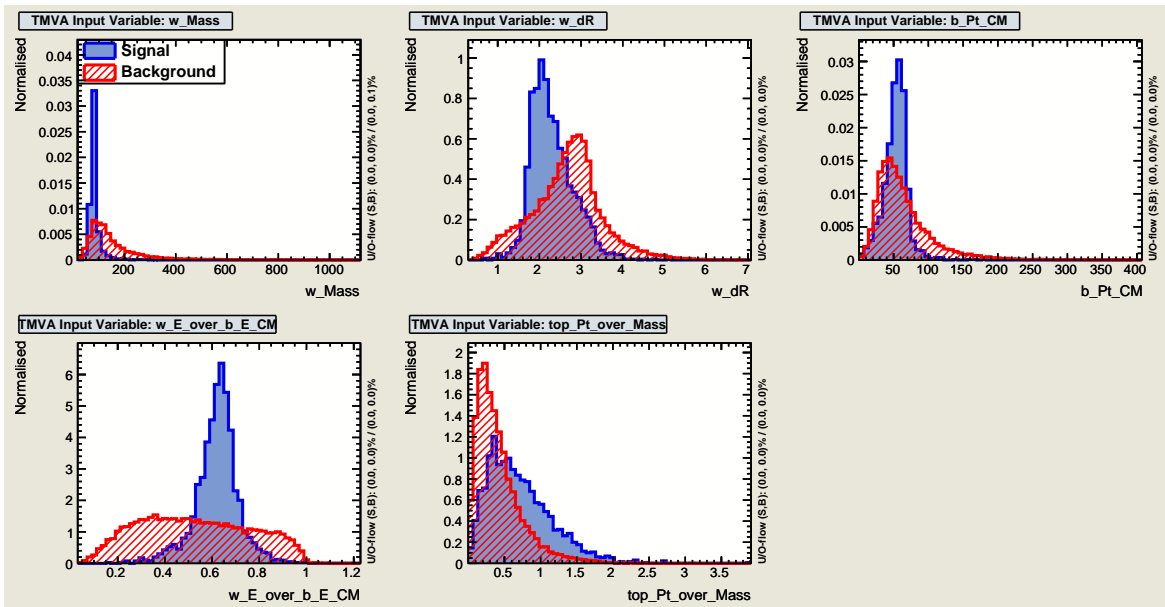 TMVA Input Variable: w_Mass
Normalised
0.04
0.035
0.03
0.025
0.02
0.015
0.01
0.005
0
Signal
Background
200 400 600 800 1000
w_Mass
U/O-flow (S,B): (0.0, 0.0)% / (0.0, 0.1)%
TMVA Input Variable: w_dR
Normalised
1
0.8
0.6
0.4
0.2
0
1 2 3 4 5 6 7
w_dR
U/O-flow (S,B): (0.0, 0.0)% / (0.0, 0.0)%
TMVA Input Variable: b_Pt_CM
Normalised
0.03
0.025
0.02
0.015
0.01
0.005
0
50 100 150 200 250 300 350 400
b_Pt_CM
U/O-flow (S,B): (0.0, 0.0)% / (0.0, 0.0)%
TMVA Input Variable: w_E_over_b_E_CM
Normalised
6
5
4
3
2
1
0
0.2 0.4 0.6 0.8 1 1.2
w_E_over_b_E_CM
U/O-flow (S,B): (0.0, 0.0)% / (0.0, 0.0)%
TMVA Input Variable: top_Pt_over_Mass
Normalised
2
1.8
1.6
1.4
1.2
1
0.8
0.6
0.4
0.2
0
0.5 1 1.5 2 2.5 3 3.5
top_Pt_over_Mass
U/O-flow (S,B): (0.0, 0.0)% / (0.0, 0.0)%